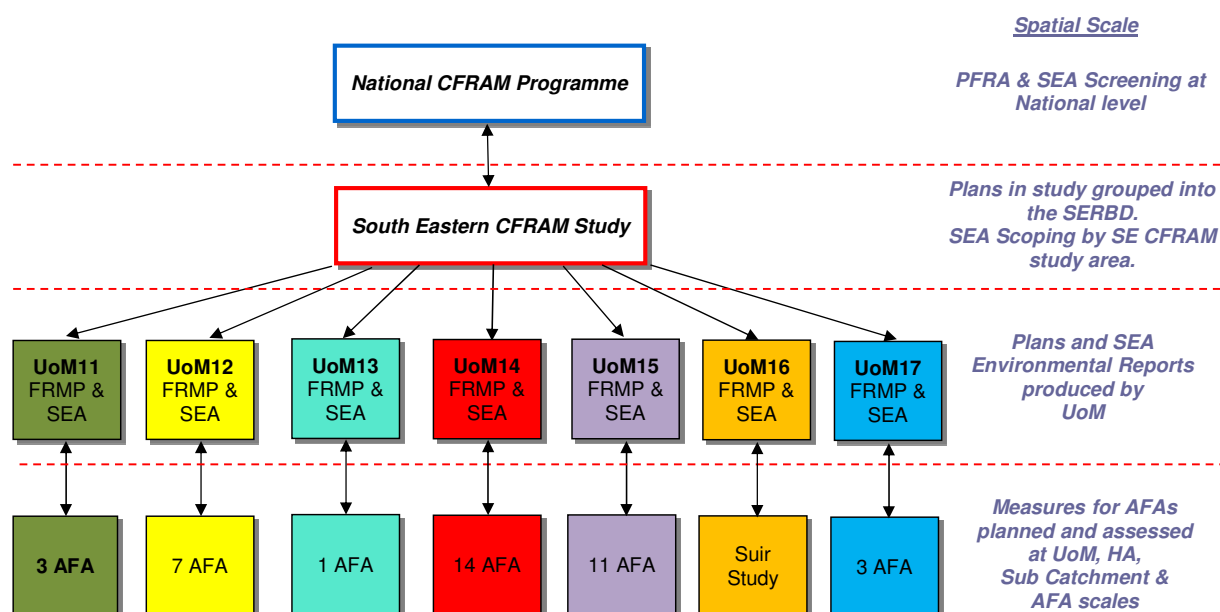 Spatial Scale
National CFRAM Programme
PFRA & SEA Screening at
National level
South Eastern CFRAM Study
Plans in study grouped into
the SERBD.
SEA Scoping by SE CFRAM
study area.
UoM11
FRMP &
SEA
UoM12
FRMP &
SEA
UoM13
FRMP &
SEA
UoM14
FRMP &
SEA
UoM15
FRMP &
SEA
UoM16
FRMP &
SEA
UoM17
FRMP &
SEA
Plans and SEA
Environmental Reports
produced by
UoM
3 AFA
7 AFA
1 AFA
14 AFA
11 AFA
Suir
Study
3 AFA
Measures for AFAs
planned and assessed
at UoM, HA,
Sub Catchment &
AFA scales